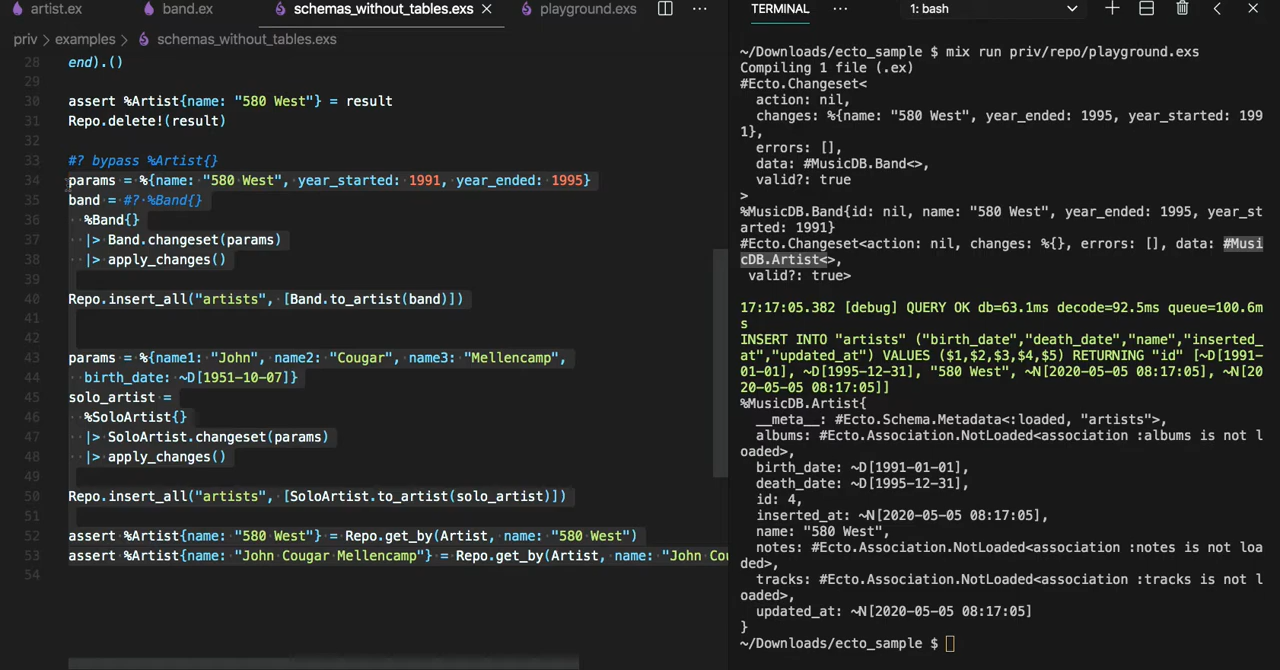 artist.ex band.ex schemas_without_tables.exs playground.exs ···
priv > examples > schemas_without_tables.exs
28 end).()
29
30 assert %Artist{name: "580 West"} = result
31 Repo.delete!(result)
32
33 #? bypass %Artist{}
34 params = %{name: "580 West", year_started: 1991, year_ended: 1995}
35 band = #? %Band{}
36 %Band{}
37 |> Band.changeset(params)
38 |> apply_changes()
39
40 Repo.insert_all("artists", [Band.to_artist(band)])
41
42
43 params = %{name1: "John", name2: "Cougar", name3: "Mellencamp",
44 birth_date: ~D[1951-10-07]}
45 solo_artist =
46 %SoloArtist{}
47 |> SoloArtist.changeset(params)
48 |> apply_changes()
49
50 Repo.insert_all("artists", [SoloArtist.to_artist(solo_artist)])
51
52 assert %Artist{name: "580 West"} = Repo.get_by(Artist, name: "580 West")
53 assert %Artist{name: "John Cougar Mellencamp"} = Repo.get_by(Artist, name: "John Cou
54
TERMINAL ··· 1: bash
~/Downloads/ecto_sample $ mix run priv/repo/playground.exs
Compiling 1 file (.ex)
#Ecto.Changeset<
action: nil,
changes: %{name: "580 West", year_ended: 1995, year_started: 199
1},
errors: [],
data: #MusicDB.Band<>,
valid?: true
>
%MusicDB.Band{id: nil, name: "580 West", year_ended: 1995, year_st
arted: 1991}
#Ecto.Changeset<action: nil, changes: %{}, errors: [], data: #Musi
cDB.Artist<>,
valid?: true>
17:17:05.382 [debug] QUERY OK db=63.1ms decode=92.5ms queue=100.6m
s
INSERT INTO "artists" ("birth_date","death_date","name","inserted_
at","updated_at") VALUES ($1,$2,$3,$4,$5) RETURNING "id" [~D[1991-
01-01], ~D[1995-12-31], "580 West", ~N[2020-05-05 08:17:05], ~N[20
20-05-05 08:17:05]]
%MusicDB.Artist{
__meta__: #Ecto.Schema.Metadata<:loaded, "artists">,
albums: #Ecto.Association.NotLoaded<association :albums is not l
oaded>,
birth_date: ~D[1991-01-01],
death_date: ~D[1995-12-31],
id: 4,
inserted_at: ~N[2020-05-05 08:17:05],
name: "580 West",
notes: #Ecto.Association.NotLoaded<association :notes is not loa
ded>,
tracks: #Ecto.Association.NotLoaded<association :tracks is not l
oaded>,
updated_at: ~N[2020-05-05 08:17:05]
}
~/Downloads/ecto_sample $